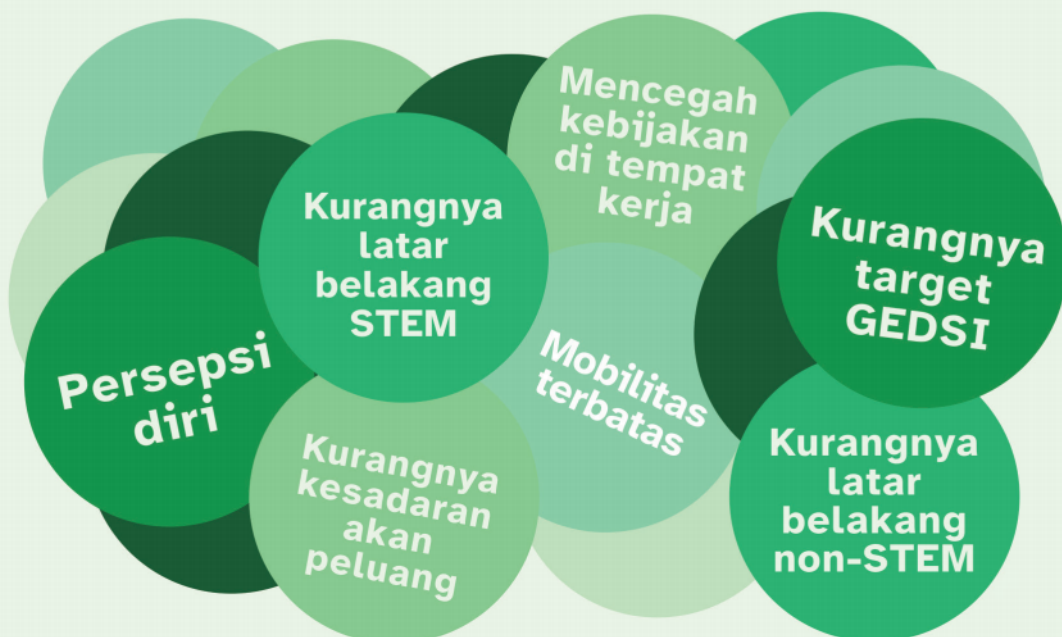 Mencegah
kebijakan
di tempat
kerja
Kurangnya
latar
belakang
STEM
Kurangnya
target
GEDSI
Persepsi
diri
Mobilitas
terbatas
Kurangnya
kesadaran
akan
peluang
Kurangnya
latar
belakang
non-STEM